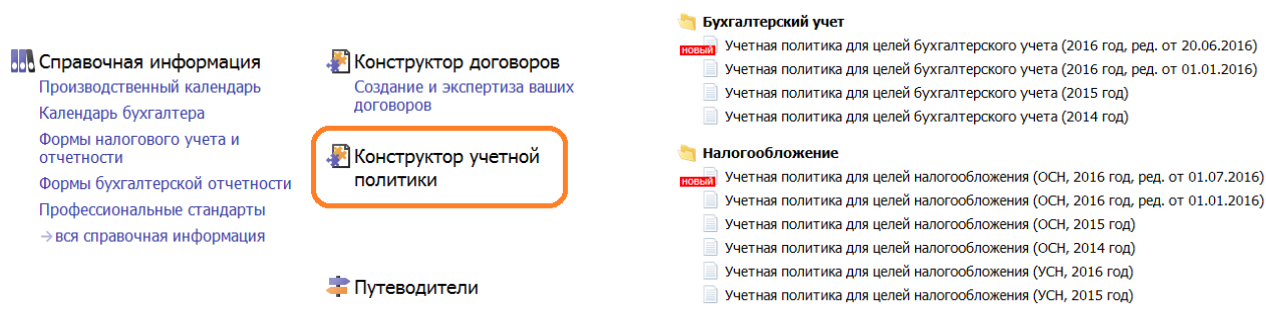 Справочная информация
Производственный календарь
Календарь бухгалтера
Формы налогового учета и
отчетности
Формы бухгалтерской отчетности
Профессиональные стандарты
→ вся справочная информация
Конструктор договоров
Создание и экспертиза ваших
договоров
Конструктор учетной
политики
Путеводители
Бухгалтерский учет
новый Учетная политика для целей бухгалтерского учета (2016 год, ред. от 20.06.2016)
Учетная политика для целей бухгалтерского учета (2016 год, ред. от 01.01.2016)
Учетная политика для целей бухгалтерского учета (2015 год)
Учетная политика для целей бухгалтерского учета (2014 год)
Налогообложение
новый Учетная политика для целей налогообложения (ОСН, 2016 год, ред. от 01.07.2016)
Учетная политика для целей налогообложения (ОСН, 2016 год, ред. от 01.01.2016)
Учетная политика для целей налогообложения (ОСН, 2015 год)
Учетная политика для целей налогообложения (ОСН, 2014 год)
Учетная политика для целей налогообложения (УСН, 2016 год)
Учетная политика для целей налогообложения (УСН, 2015 год)